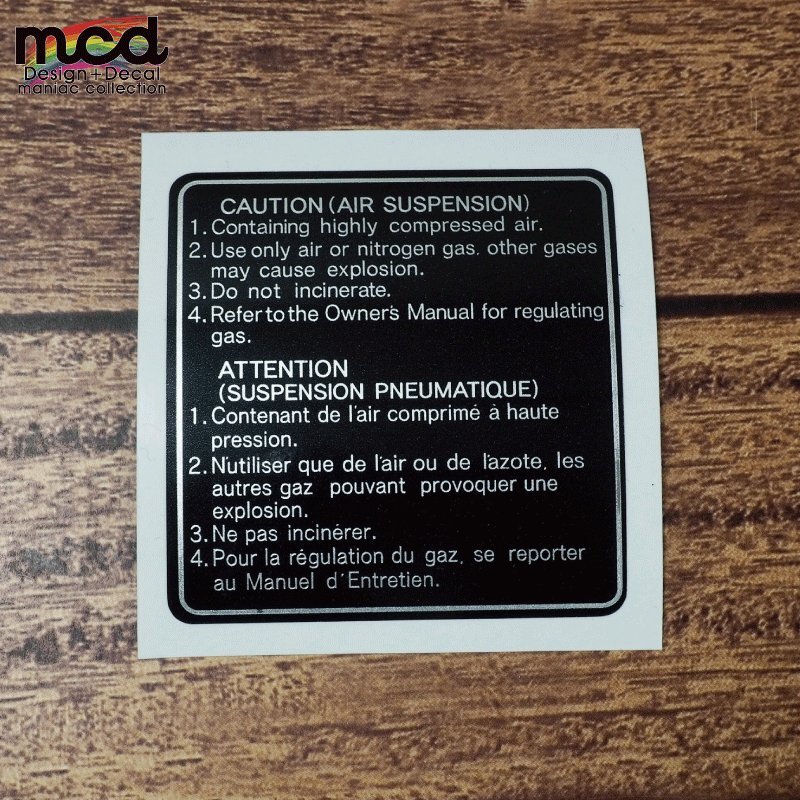 mcd
Design+Decal
maniac collection
CAUTION (AIR SUSPENSION)
1. Containing highly compressed air.
2. Use only air or nitrogen gas, other gases
may cause explosion.
3. Do not incinerate.
4. Refer to the Owner's Manual for regulating
gas.
ATTENTION
(SUSPENSION PNEUMATIQUE)
1. Contenant de l'air comprimé à haute
pression.
2. N'utiliser que de l'air ou de l'azote, les
autres gaz pouvant provoquer une
explosion.
3. Ne pas incinérer.
4. Pour la régulation du gaz, se reporter
au Manuel d'Entretien.